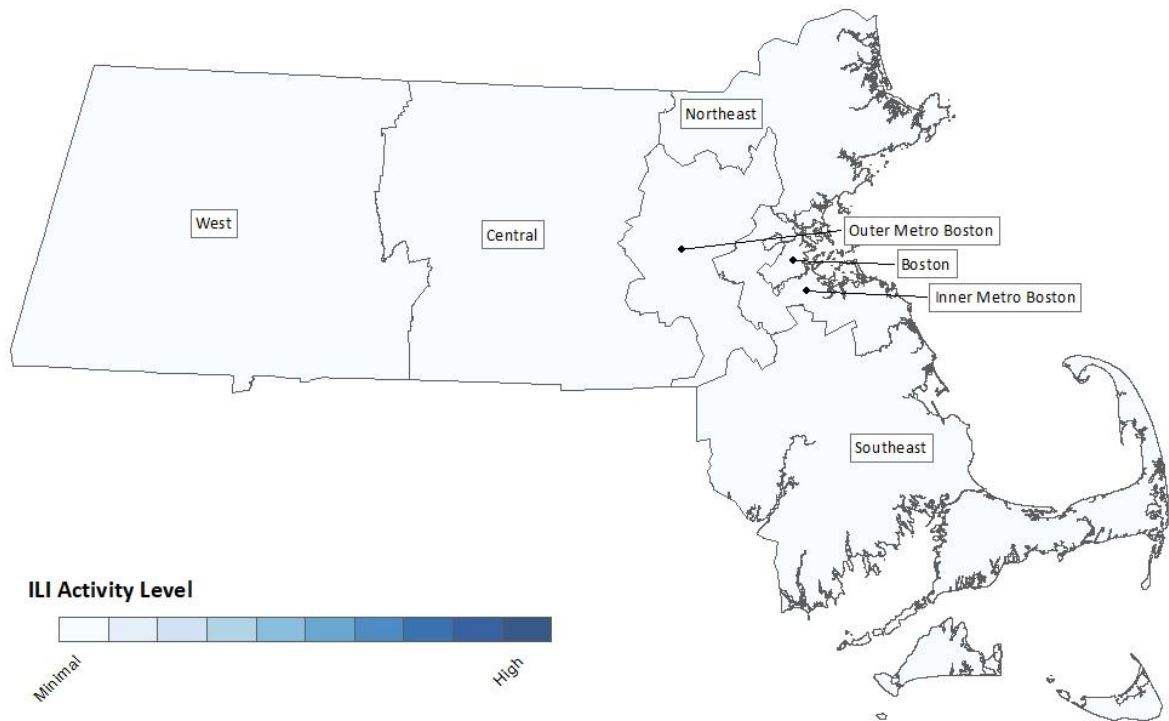 Northeast
West
Central
Outer Metro Boston
Boston
Inner Metro Boston
Southeast
ILI Activity Level
Minimal
High